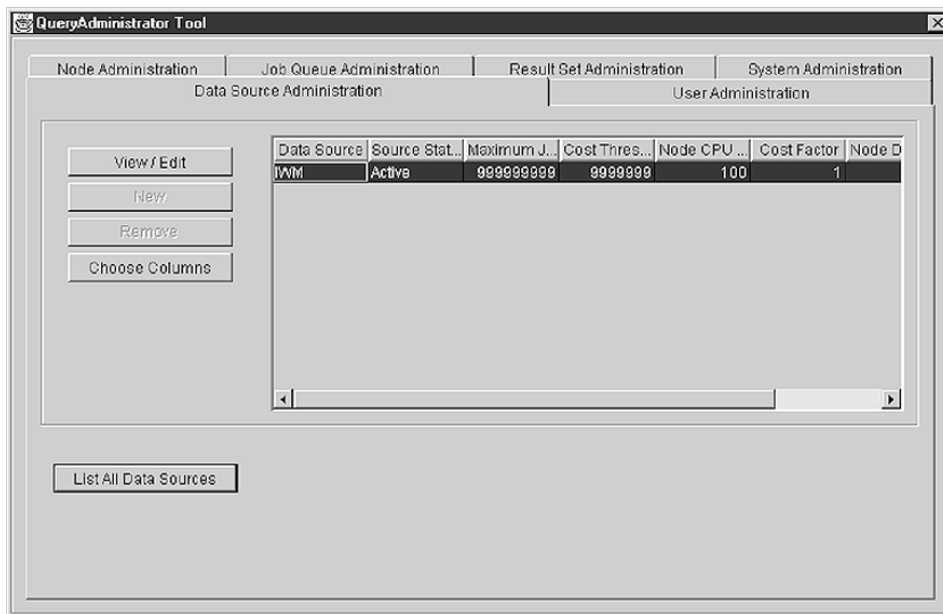 QueryAdministrator Tool
Node Administration Job Queue Administration Result Set Administration System Administration
Data Source Administration User Administration
View / Edit
New
Remove
Choose Columns
Data Source Source Stat... Maximum J... Cost Thres... Node CPU ... Cost Factor Node D
IWM Active 999999999 9999999 100 1
List All Data Sources